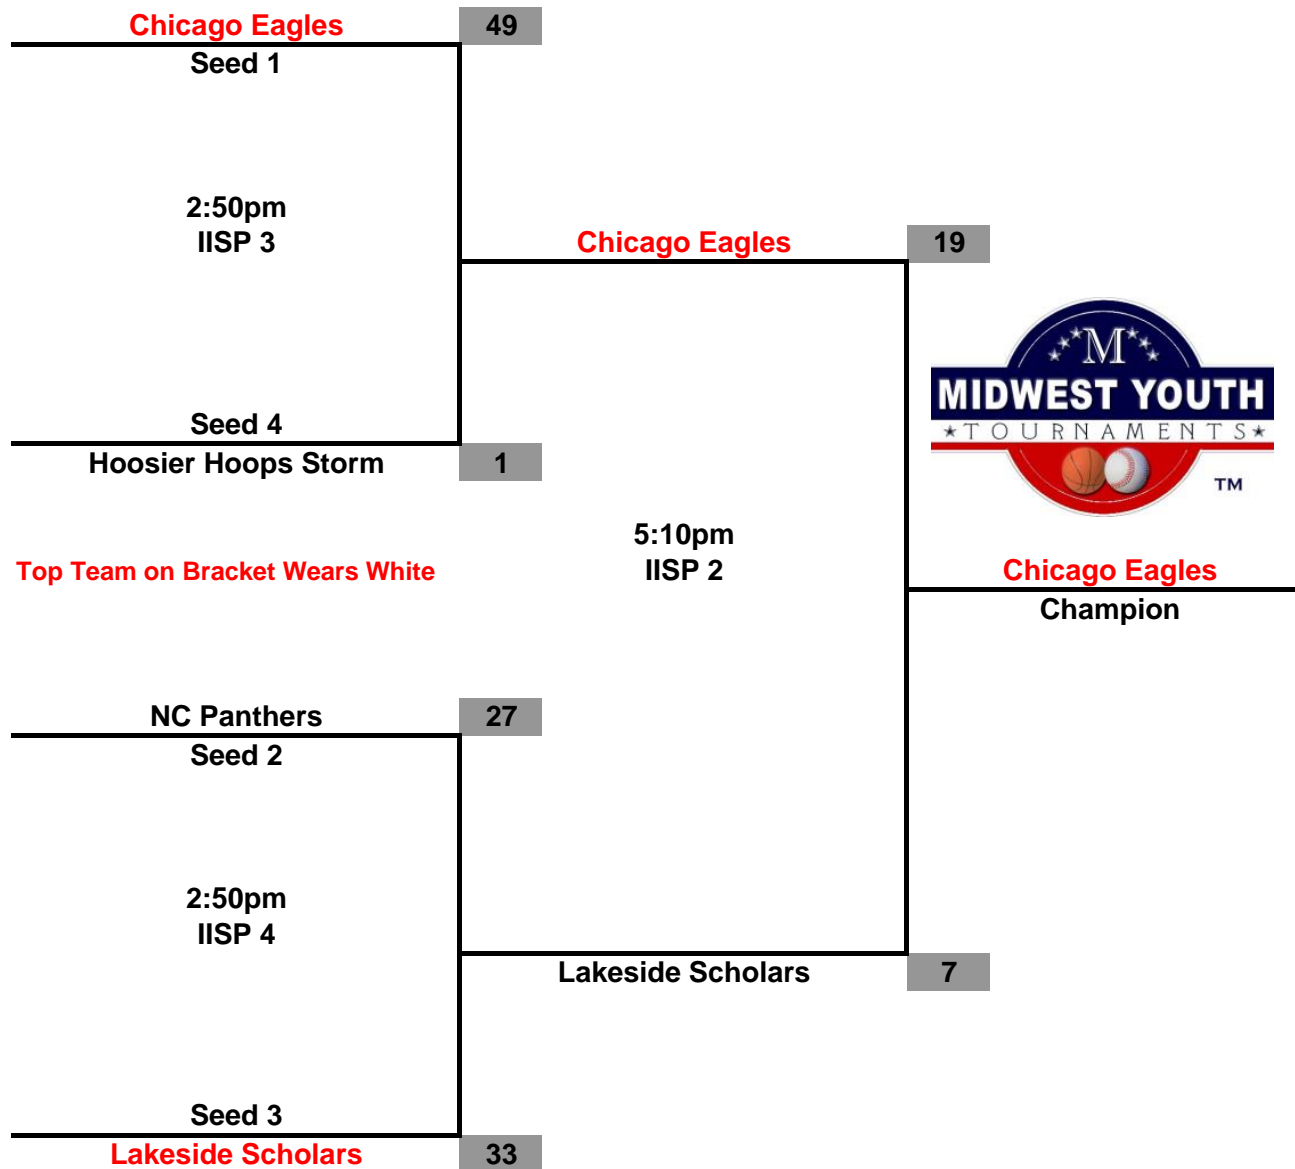 Chicago Eagles 49
Seed 1
2:50pm
IISP 3
Chicago Eagles 19
M
MIDWEST YOUTH
TOURNAMENTS
TM
Seed 4
Hoosier Hoops Storm 1
5:10pm
IISP 2
Top Team on Bracket Wears White
Chicago Eagles
Champion
NC Panthers 27
Seed 2
2:50pm
IISP 4
Lakeside Scholars 7
Seed 3
Lakeside Scholars 33